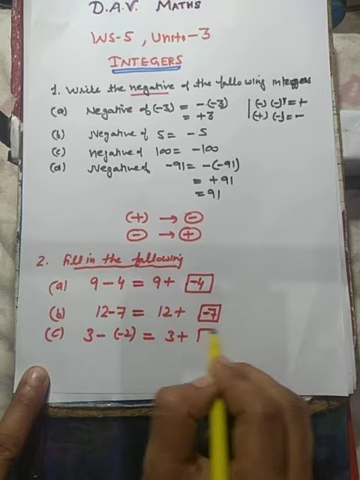 D.A.V. MATHS
WS-5, Unit-3
INTEGERS
1. Write the negative of the following integers
(a) Negative of (-3) = -(-3) | (-) (-) = +
= +3 | (+) (-) = -
(b) Negative of 5 = -5
(c) negative of 100 = -100
(d) Negative of -91 = -(-91)
= +91
= 91
(+) → (-)
(-) → (+)
2. Fill in the following
(a) 9 - 4 = 9 + -4
(b) 12 - 7 = 12 + -7
(c) 3 - (-2) = 3 +